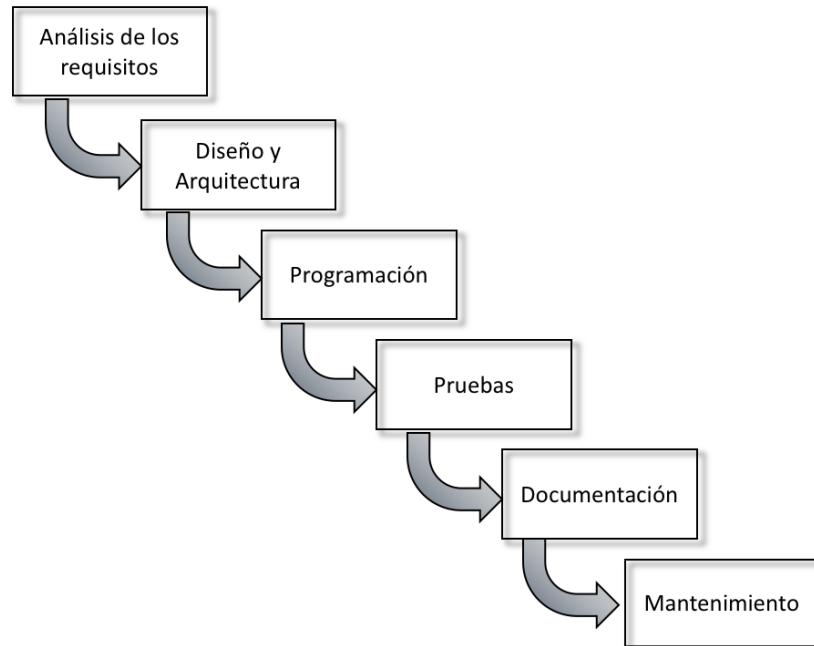 Análisis de los
requisitos
Diseño y
Arquitectura
Programación
Pruebas
Documentación
Mantenimiento